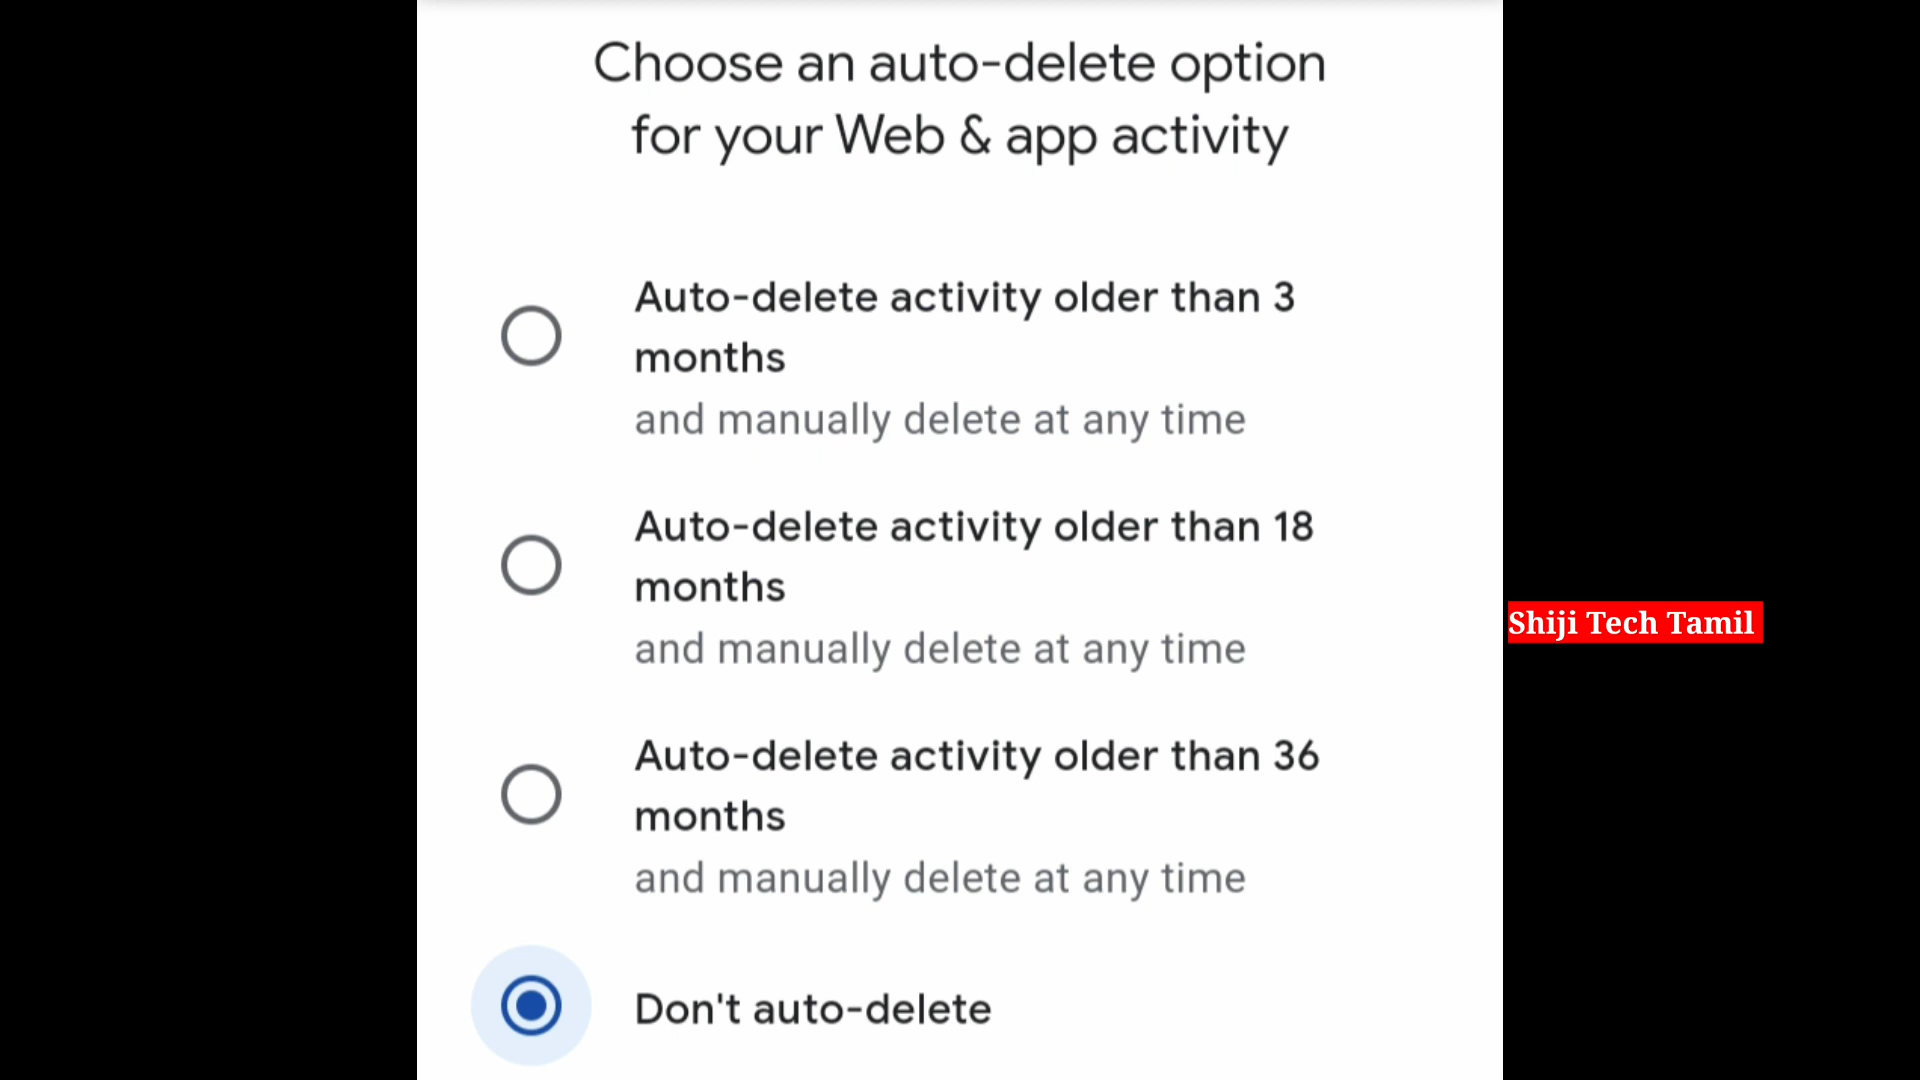 Choose an auto-delete option
for your Web & app activity
Auto-delete activity older than 3
months
and manually delete at any time
Auto-delete activity older than 18
months
and manually delete at any time
Shiji Tech Tamil
Auto-delete activity older than 36
months
and manually delete at any time
Don't auto-delete